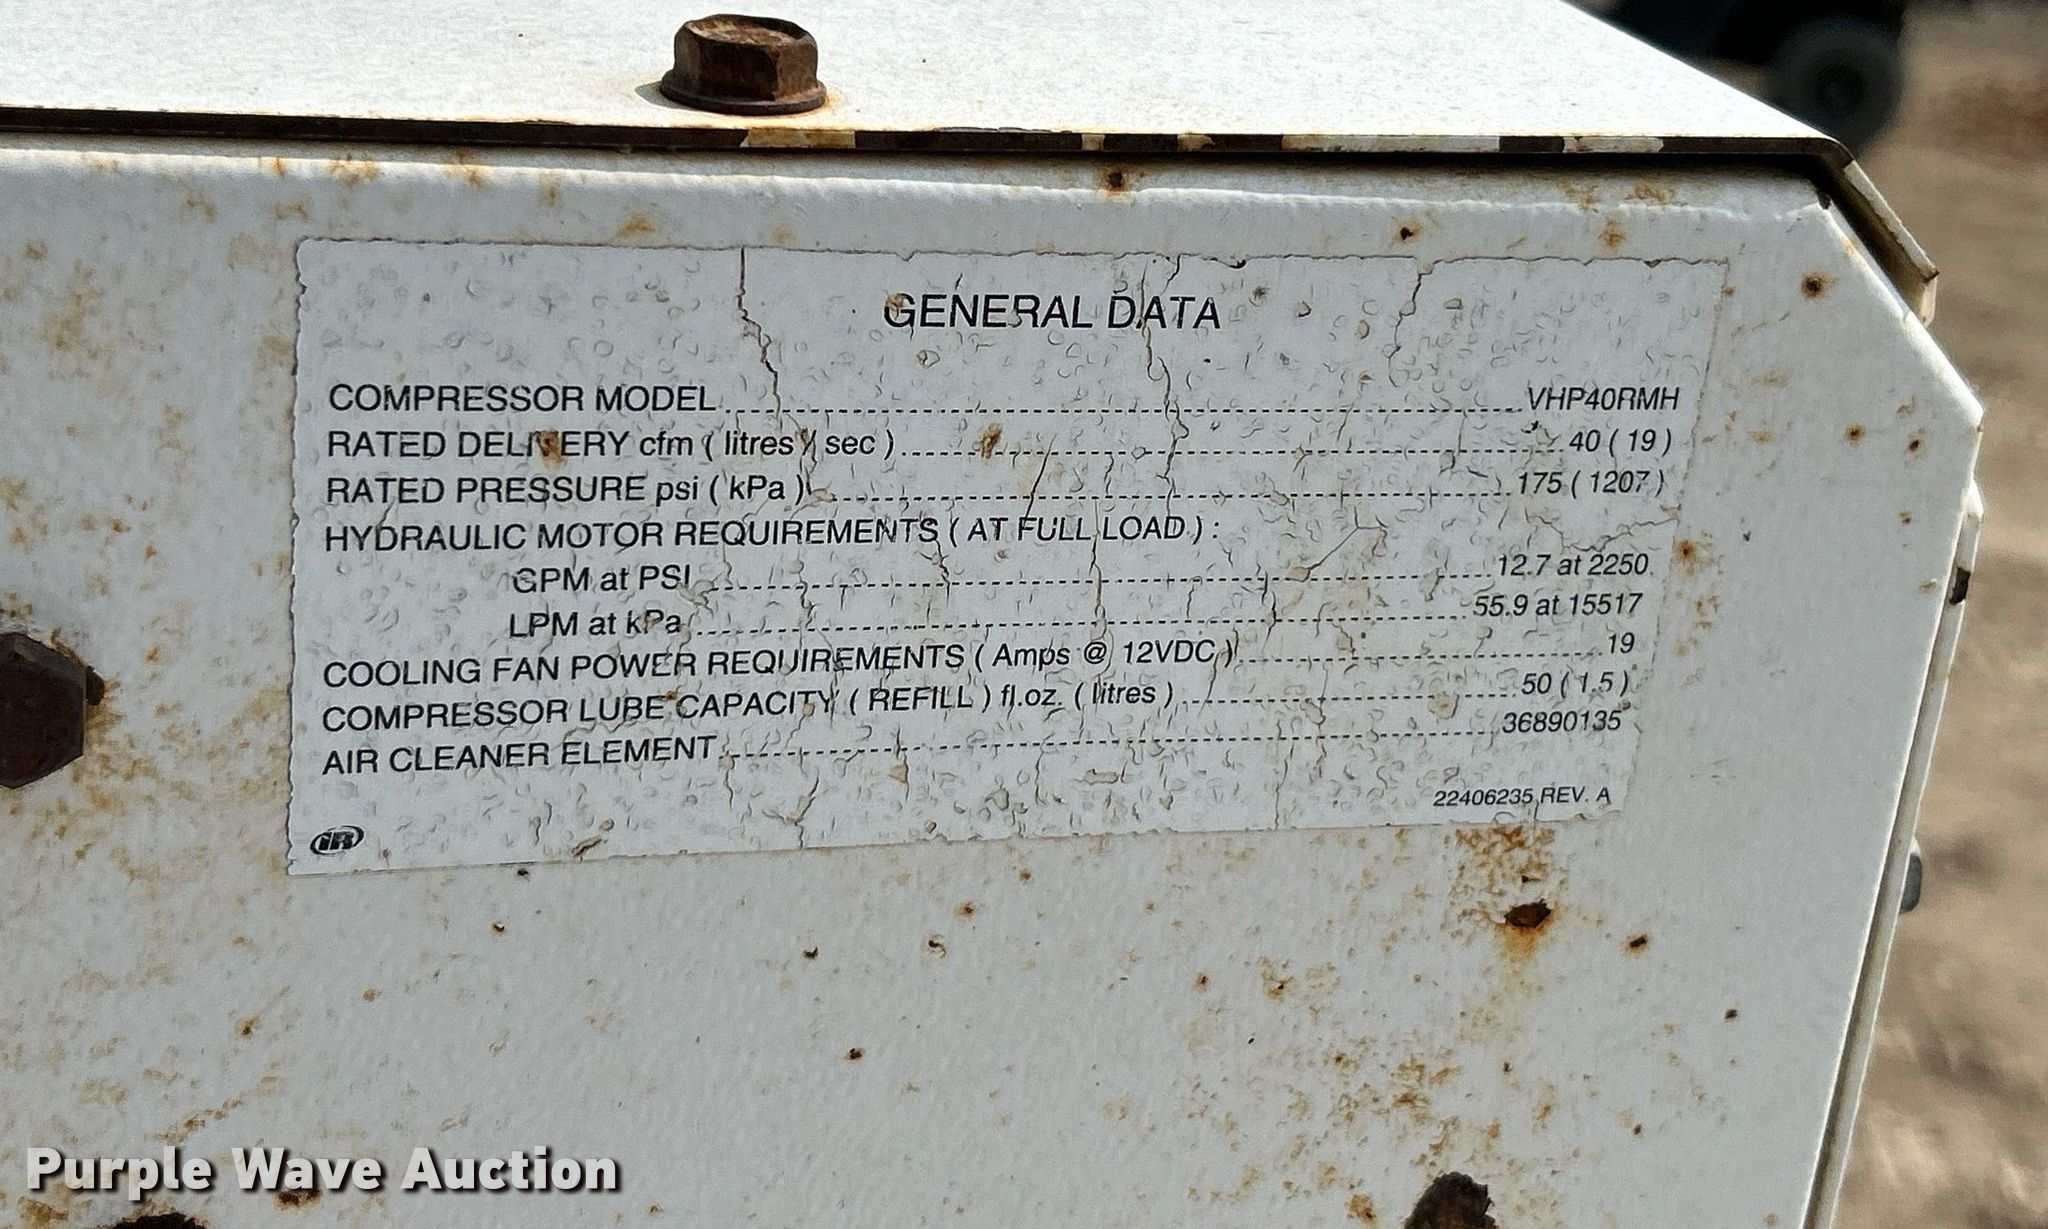 GENERAL DATA
COMPRESSOR MODEL VHP40RMH
RATED DELIVERY cfm ( litres / sec ) 40 ( 19 )
RATED PRESSURE psi ( kPa ) 175 ( 1207 )
HYDRAULIC MOTOR REQUIREMENTS ( AT FULL LOAD ) :
GPM at PSI 12.7 at 2250
LPM at kPa 55.9 at 15517
COOLING FAN POWER REQUIREMENTS ( Amps @ 12VDC ) 19
COMPRESSOR LUBE CAPACITY ( REFILL ) fl.oz. ( litres ) 50 ( 1.5 )
AIR CLEANER ELEMENT 36890135
22406235 REV. A
IR
Purple Wave Auction